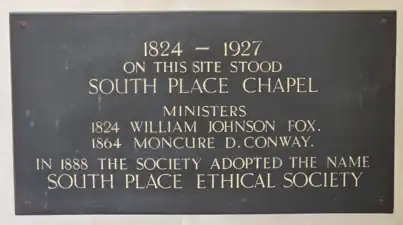 1824 – 1927
ON THIS SITE STOOD
SOUTH PLACE CHAPEL
MINISTERS
1824 WILLIAM JOHNSON FOX.
1864 MONCURE D. CONWAY.
IN 1888 THE SOCIETY ADOPTED THE NAME
SOUTH PLACE ETHICAL SOCIETY